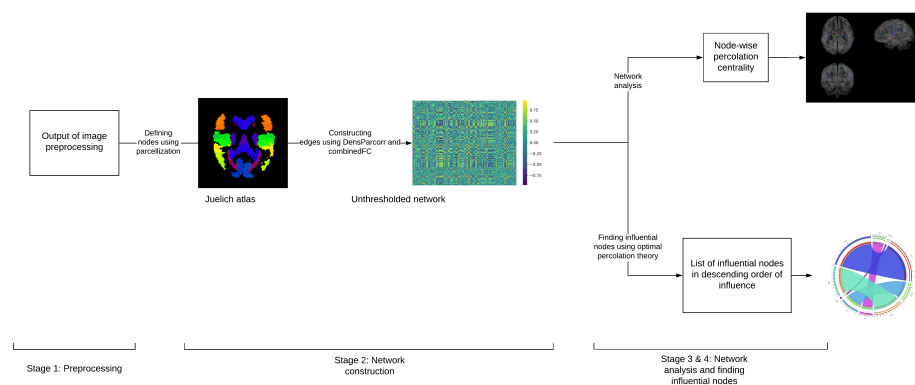 Output of image
preprocessing
Defining
nodes using
parcellization
Juelich atlas
Constructing
edges using DensParcorr and
combinedFC
Unthresholded network
0.75
0.50
0.25
0.00
−0.25
−0.50
−0.75
Network
analysis
Node-wise
percolation
centrality
Finding influential
nodes using optimal
percolation theory
List of influential nodes
in descending order of
influence
Stage 1: Preprocessing
Stage 2: Network
construction
Stage 3 & 4: Network
analysis and finding
influential nodes